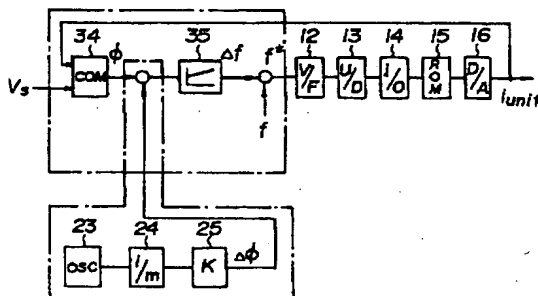 34 ϕ 35 Δf f* 12 13 14 15 16
Vs COM V/F U/D I/O ROM D/A
f iunit
23 24 25
OSC 1/m K Δϕ